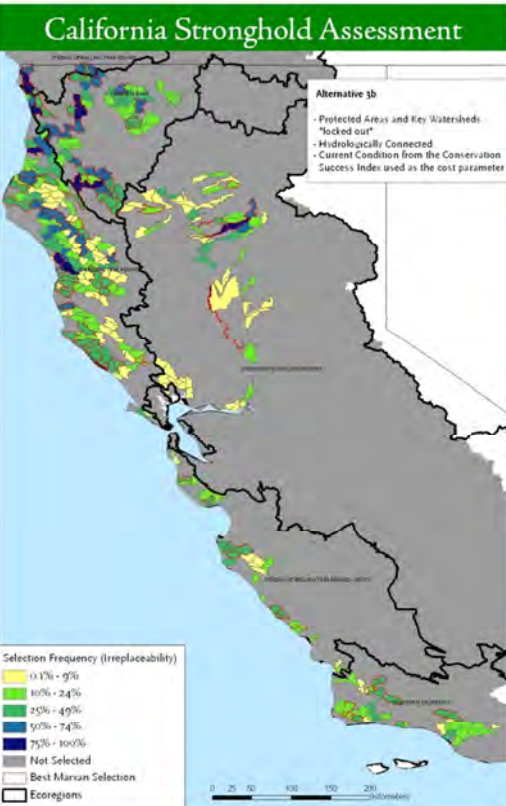 California Stronghold Assessment
Alternative 3b
- Protected Areas and Key Watersheds
"locked out"
- Hydrologically Connected
- Current Condition from the Conservation
Success Index used as the cost parameter
Selection Frequency (Irreplaceability)
0.1% - 9%
10% - 24%
25% - 49%
50% - 74%
75% - 100%
Not Selected
Best Marxan Selection
Ecoregions
0 25 50 100 150 200
Kilometers